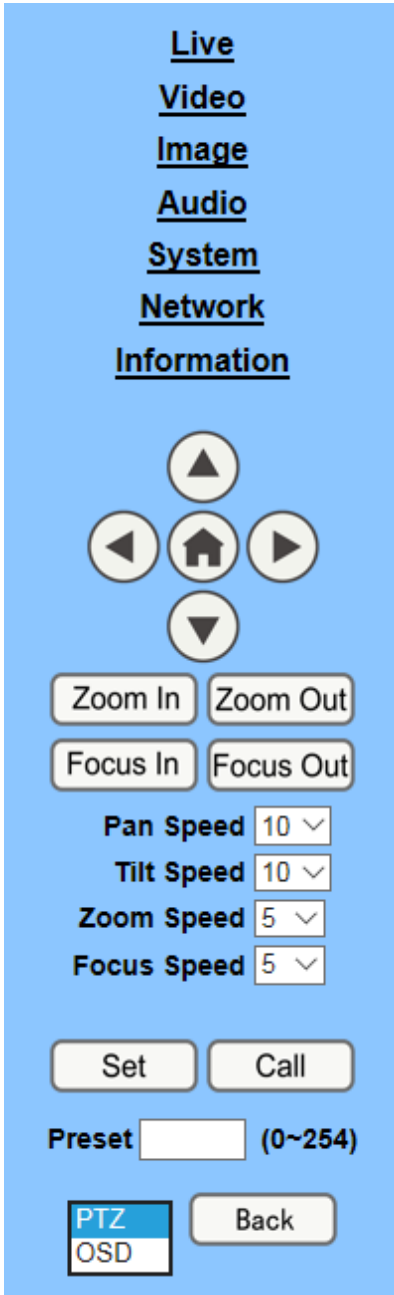 Live
Video
Image
Audio
System
Network
Information
Zoom In Zoom Out
Focus In Focus Out
Pan Speed 10
Tilt Speed 10
Zoom Speed 5
Focus Speed 5
Set Call
Preset (0~254)
PTZ Back
OSD